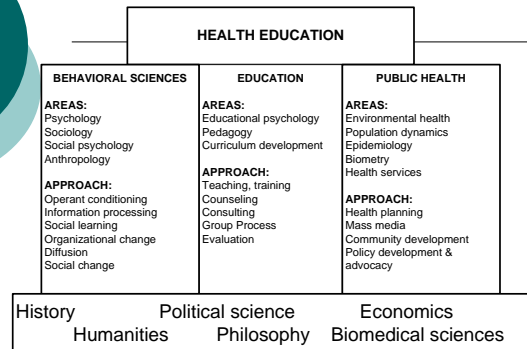 HEALTH EDUCATION
BEHAVIORAL SCIENCES
AREAS:
Psychology
Sociology
Social psychology
Anthropology
APPROACH:
Operant conditioning
Information processing
Social learning
Organizational change
Diffusion
Social change
EDUCATION
AREAS:
Educational psychology
Pedagogy
Curriculum development
APPROACH:
Teaching, training
Counseling
Consulting
Group Process
Evaluation
PUBLIC HEALTH
AREAS:
Environmental health
Population dynamics
Epidemiology
Biometry
Health services
APPROACH:
Health planning
Mass media
Community development
Policy development &
advocacy
History Political science Economics
Humanities Philosophy Biomedical sciences